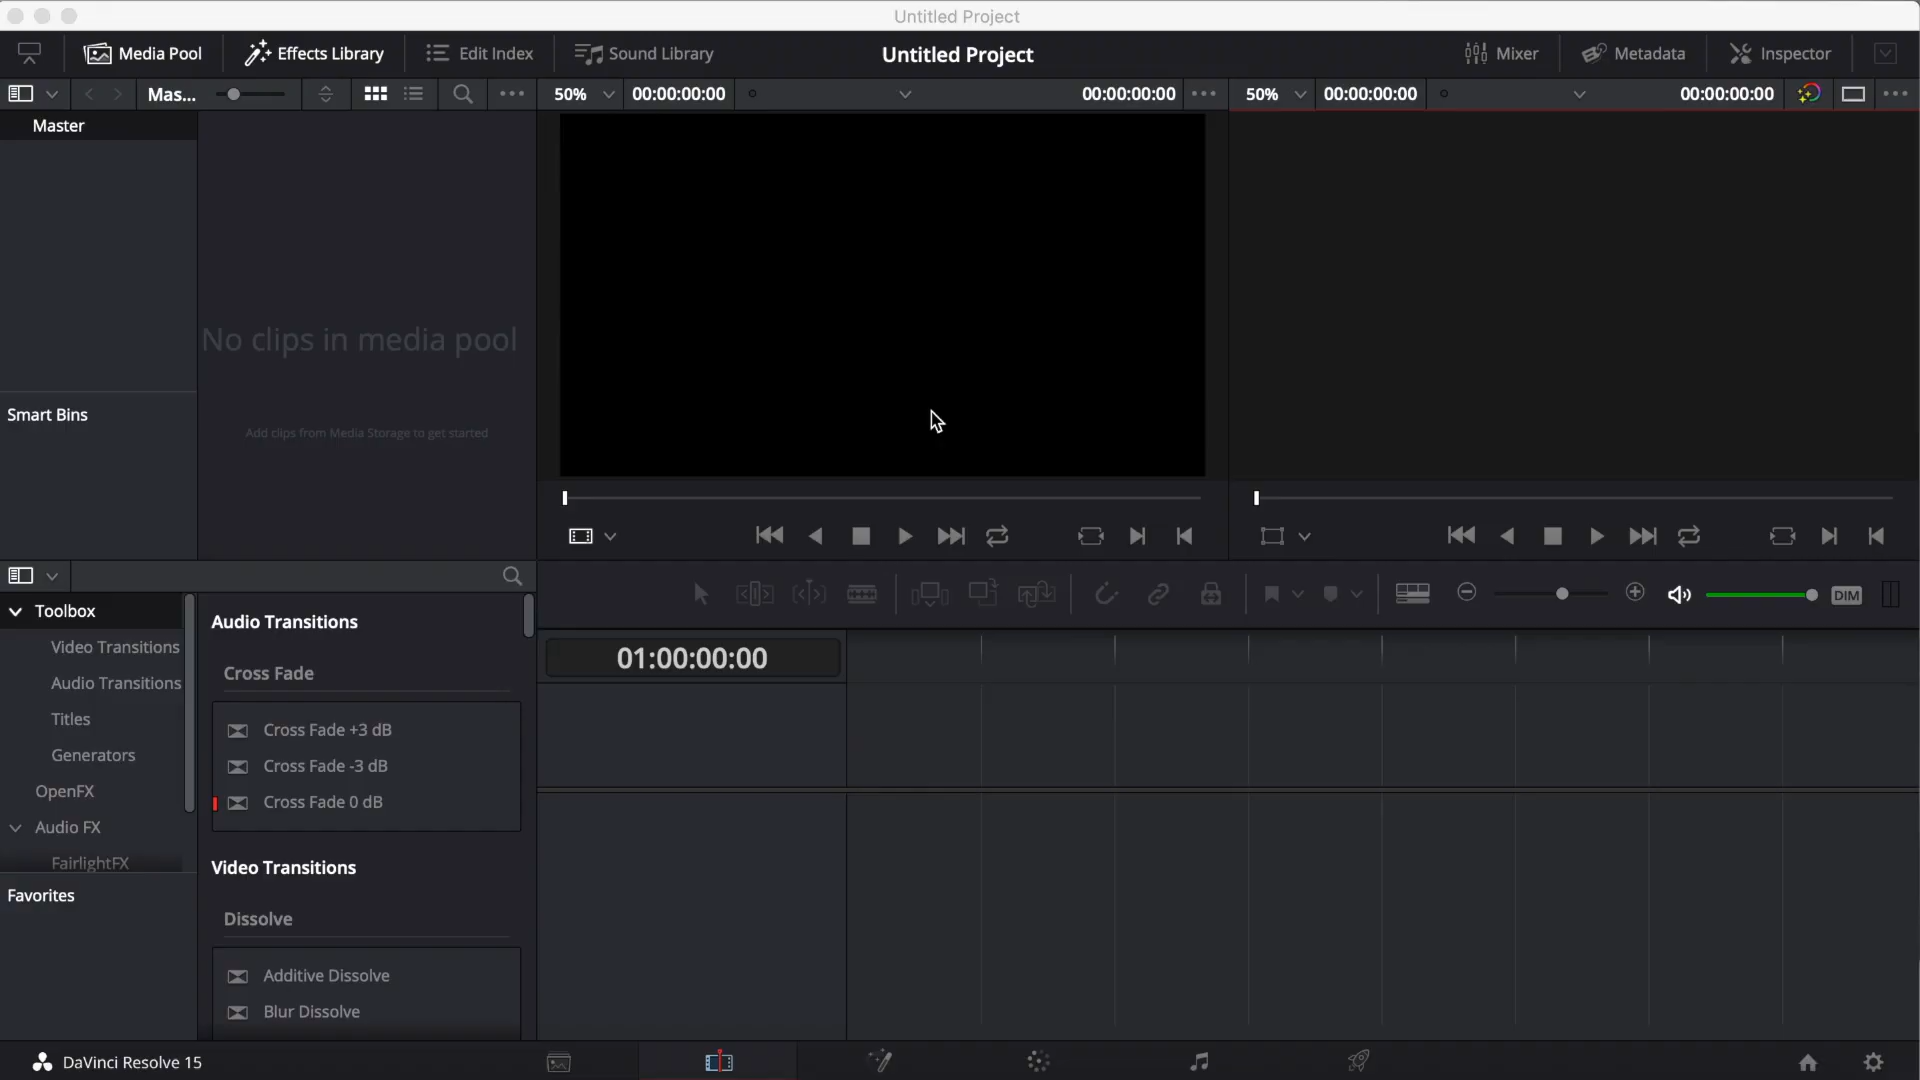 Untitled Project
Media Pool
Effects Library
Edit Index
Sound Library
Untitled Project
Mixer
Metadata
Inspector
Mas...
50%
00:00:00:00
00:00:00:00
50%
00:00:00:00
00:00:00:00
Master
No clips in media pool
Add clips from Media Storage to get started
Smart Bins
DIM
Toolbox
Video Transitions
Audio Transitions
Titles
Generators
OpenFX
Audio FX
FairlightFX
Favorites
Audio Transitions
Cross Fade
Cross Fade +3 dB
Cross Fade -3 dB
Cross Fade 0 dB
Video Transitions
Dissolve
Additive Dissolve
Blur Dissolve
01:00:00:00
DaVinci Resolve 15